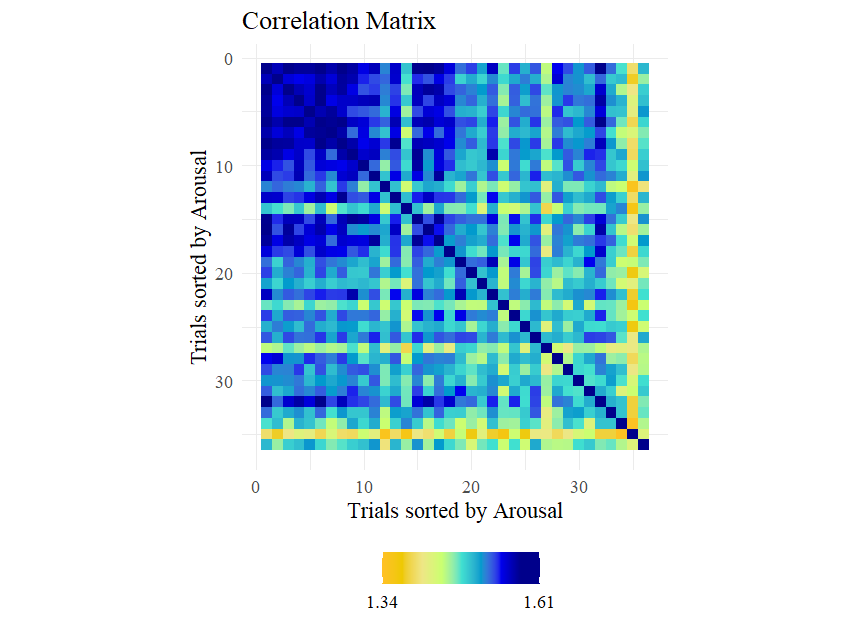 Correlation Matrix
0
10
20
30
Trials sorted by Arousal
0 10 20 30
Trials sorted by Arousal
1.34 1.61